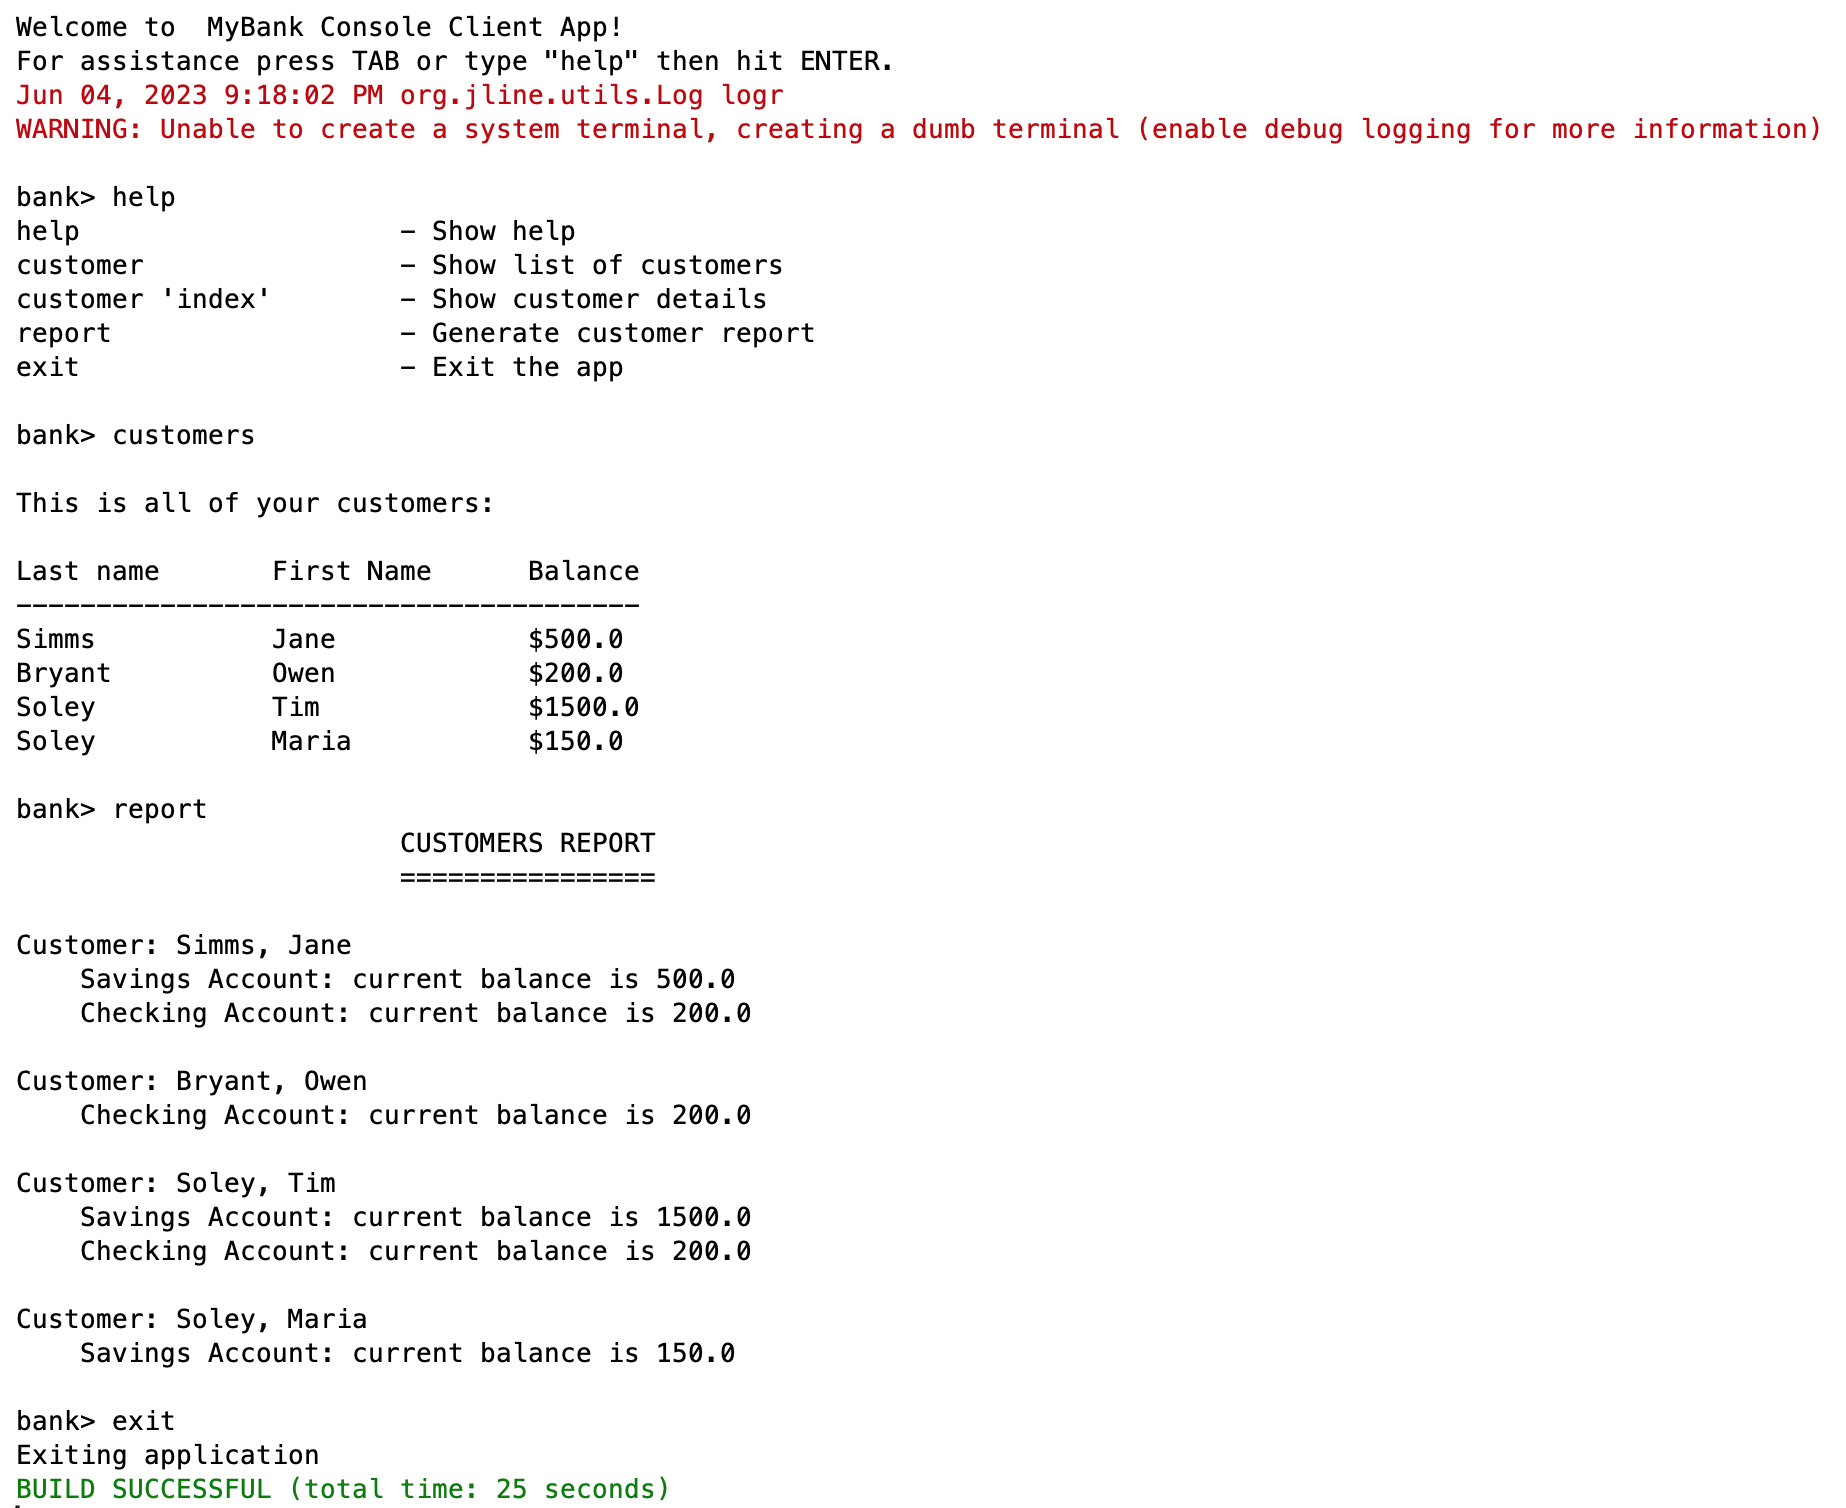 Welcome to  MyBank Console Client App!
For assistance press TAB or type "help" then hit ENTER.
Jun 04, 2023 9:18:02 PM org.jline.utils.Log logr
WARNING: Unable to create a system terminal, creating a dumb terminal (enable debug logging for more information)

bank> help
help                    - Show help
customer                - Show list of customers
customer 'index'        - Show customer details
report                  - Generate customer report
exit                    - Exit the app

bank> customers

This is all of your customers:

Last name       First Name      Balance
---------------------------------------
Simms           Jane            $500.0
Bryant          Owen            $200.0
Soley           Tim             $1500.0
Soley           Maria           $150.0

bank> report
                        CUSTOMERS REPORT
                        ================

Customer: Simms, Jane
    Savings Account: current balance is 500.0
    Checking Account: current balance is 200.0

Customer: Bryant, Owen
    Checking Account: current balance is 200.0

Customer: Soley, Tim
    Savings Account: current balance is 1500.0
    Checking Account: current balance is 200.0

Customer: Soley, Maria
    Savings Account: current balance is 150.0

bank> exit
Exiting application
BUILD SUCCESSFUL (total time: 25 seconds)